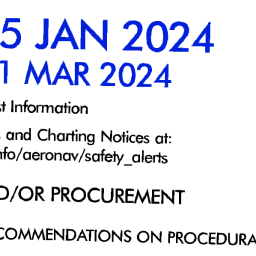 5 JAN 2024
1 MAR 2024
t Information
and Charting Notices at:
nfo/aeronav/safety_alerts
D/OR PROCUREMENT
COMMENDATIONS ON PROCEDURA